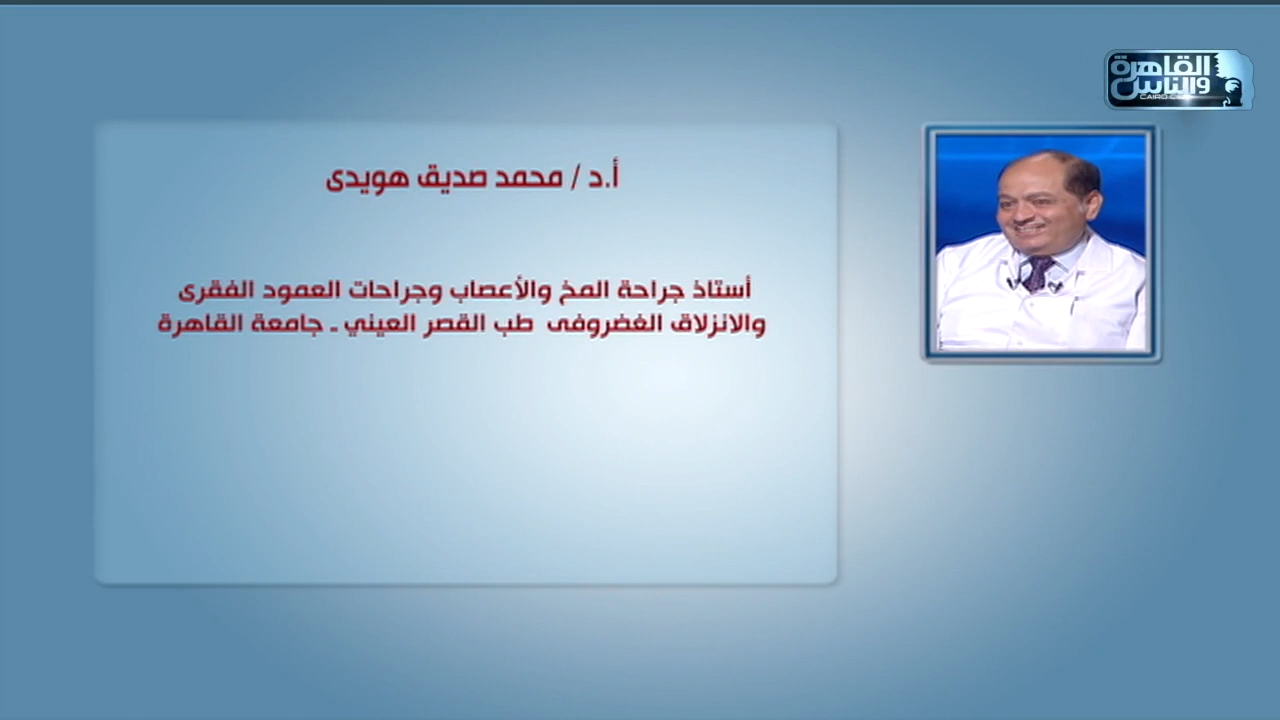 القاهرة
والناس
أ.د / محمد صديق هويدى
أستاذ جراحة المخ والأعصاب وجراحات العمود الفقرى
والانزلاق الغضروفى طب القصر العيني ـ جامعة القاهرة